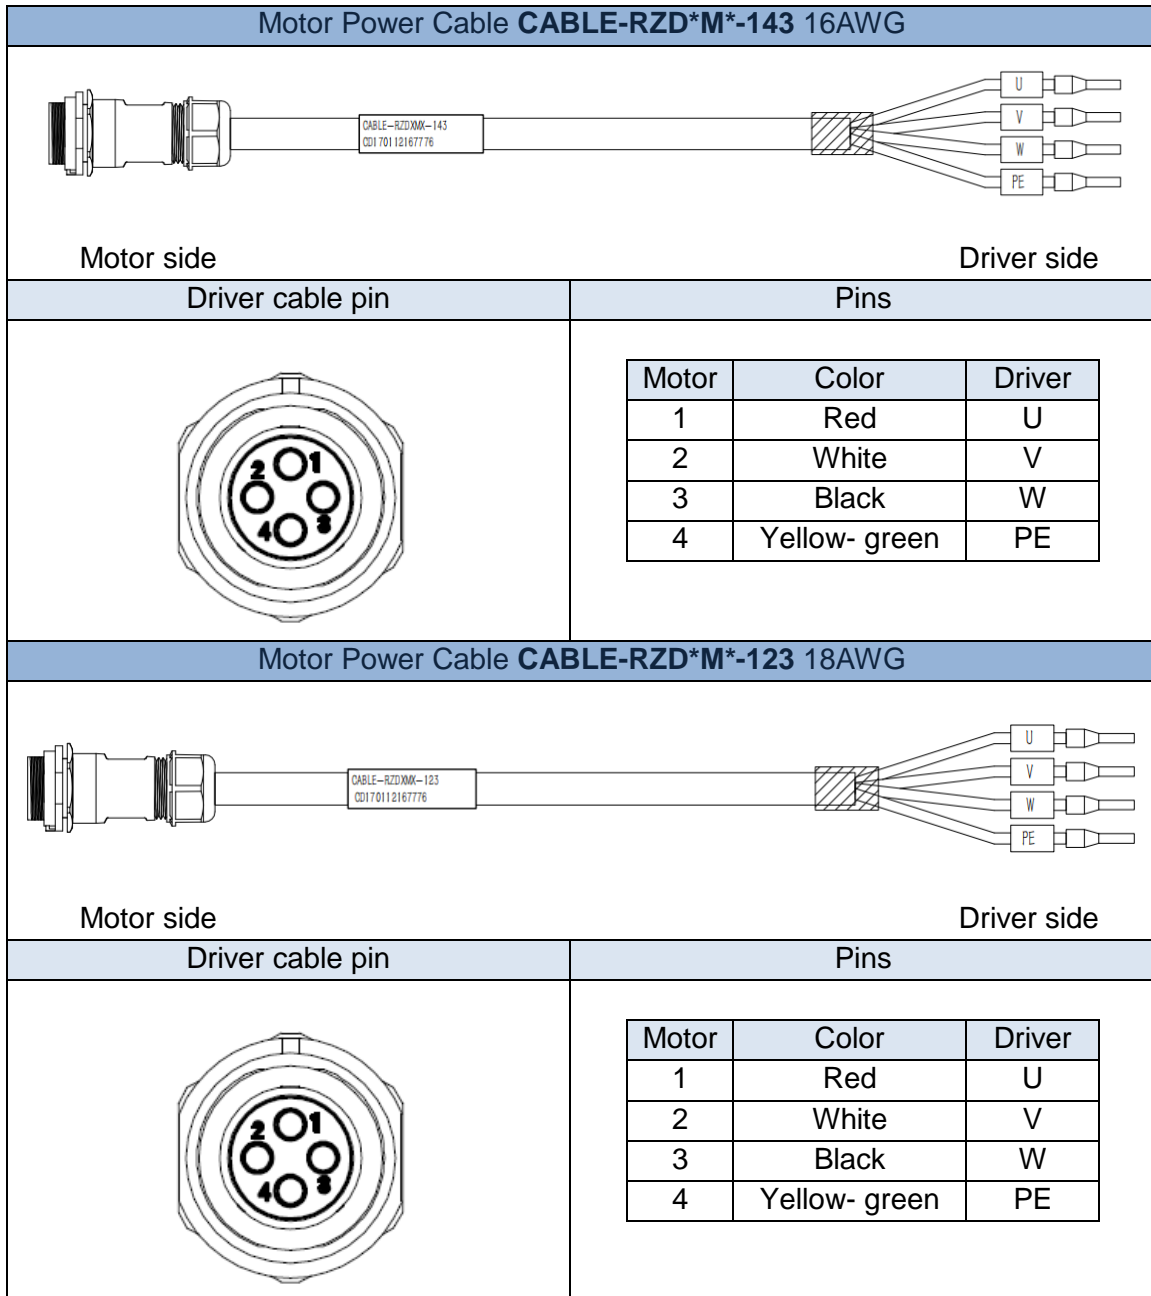 Motor Power Cable CABLE-RZD*M*-143 16AWG
U
CABLE-RZDXMX-143
V
CD170112167776
W
PE
Motor side Driver side
Driver cable pin Pins
Motor Color Driver
1 Red U
2 White V
3 Black W
4 Yellow- green PE
2 1
4 3
Motor Power Cable CABLE-RZD*M*-123 18AWG
U
V
CABLE-RZDXMX-123
CD170112167776
W
PE
Motor side Driver side
Driver cable pin Pins
Motor Color Driver
1 Red U
2 White V
3 Black W
4 Yellow- green PE
2 1
4 3